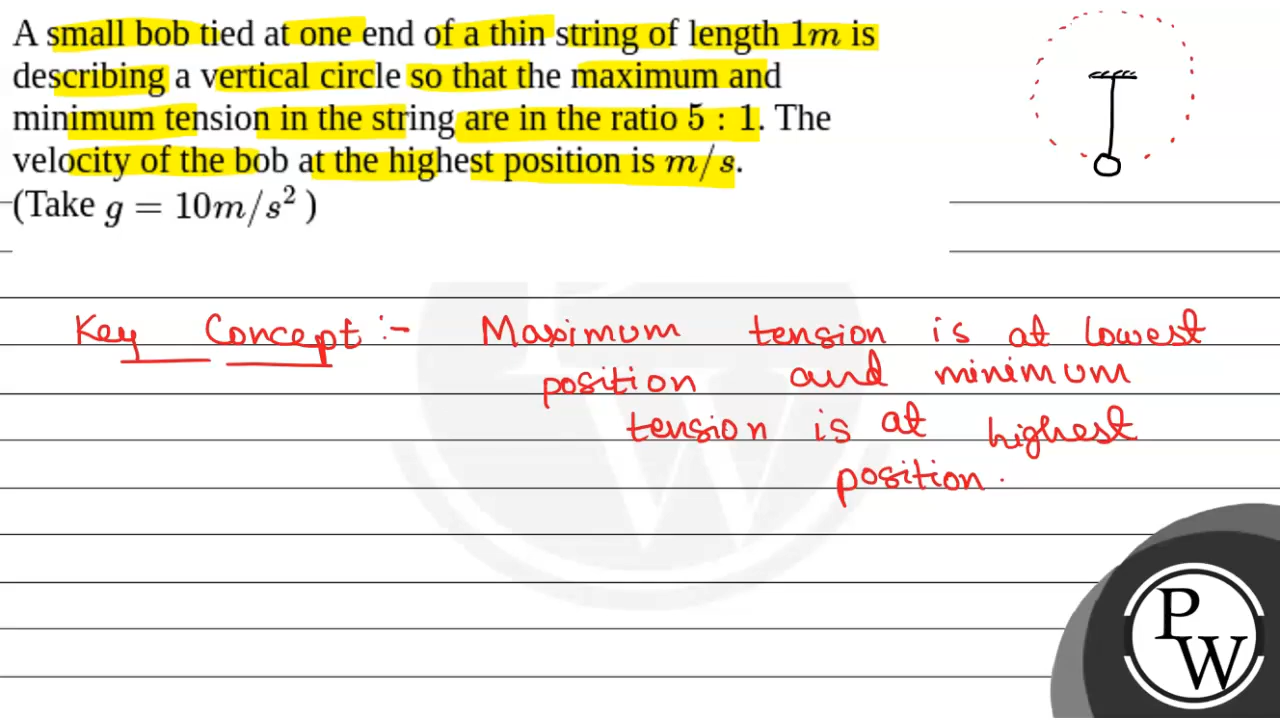 A small bob tied at one end of a thin string of length 1m is
describing a vertical circle so that the maximum and
minimum tension in the string are in the ratio 5 : 1. The
velocity of the bob at the highest position is m/s.
(Take g = 10m/s² )
Key Concept :- Maximum tension is at lowest
position and minimum
tension is at highest
position.
PW